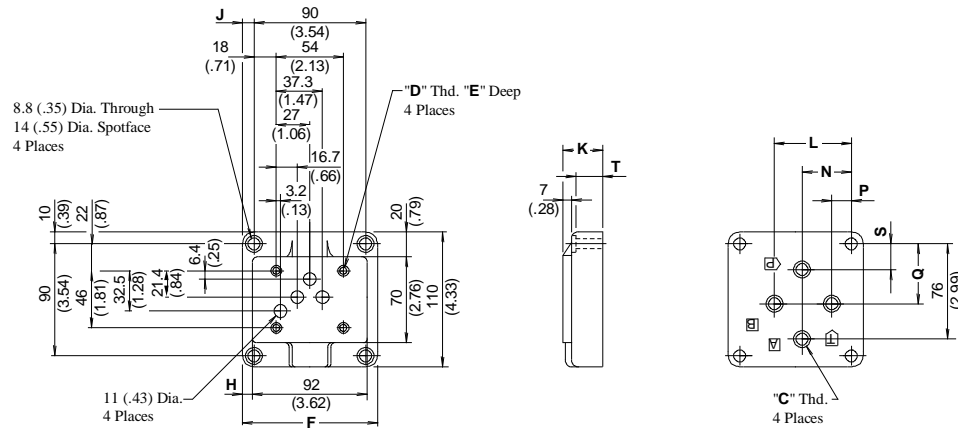 J
90
(3.54)
18
(.71)
54
(2.13)
37.3
(1.47)
27
(1.06)
16.7
(.66)
3.2
(.13)
"D" Thd. "E" Deep
4 Places
8.8 (.35) Dia. Through
14 (.55) Dia. Spotface
4 Places
10
(.39)
22
(.87)
20
(.79)
6.4
(.25)
90
(3.54)
46
(1.81)
32.5
(1.28)
21.4
(.84)
70
(2.76)
110
(4.33)
11 (.43) Dia.
4 Places
H
92
(3.62)
F
K
T
7
(.28)
L
N
P
S
Q
76
(2.99)
P
B
A
T
"C" Thd.
4 Places